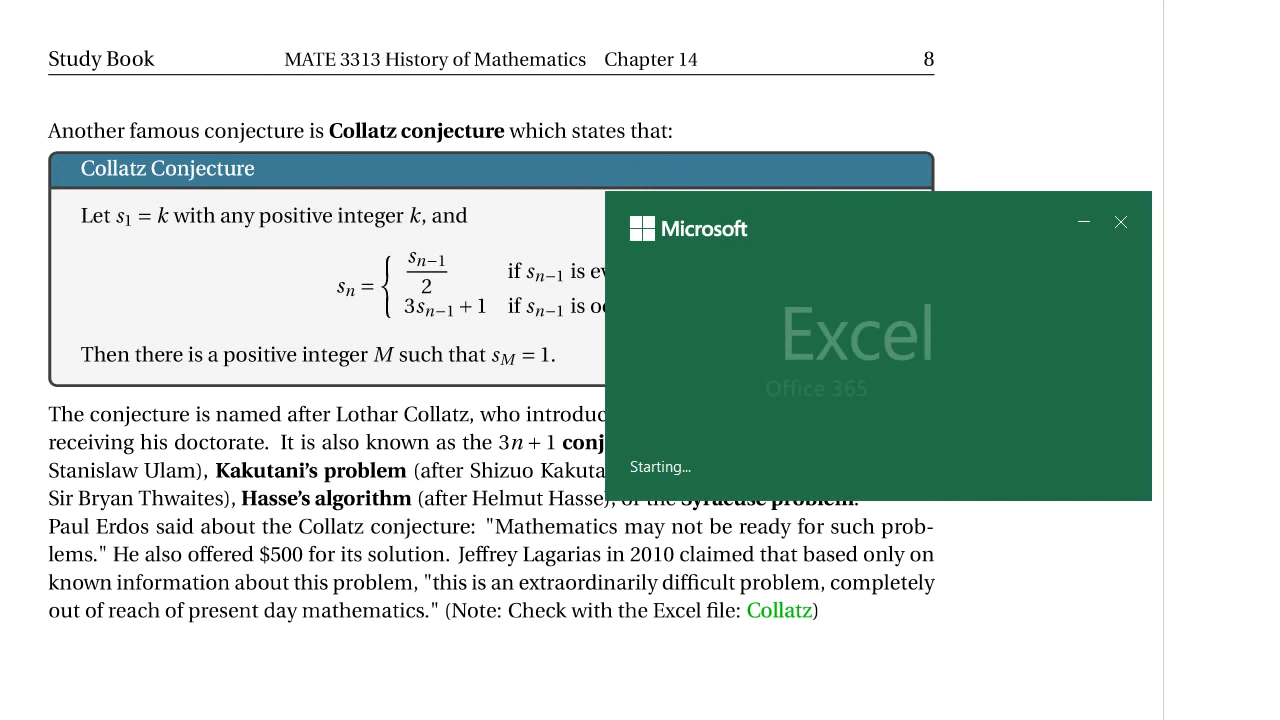 Study Book MATE 3313 History of Mathematics Chapter 14 8
Another famous conjecture is Collatz conjecture which states that:
Collatz Conjecture
Let s₁ = k with any positive integer k, and
sₙ = { sₙ₋₁/2 if sₙ₋₁ is
3sₙ₋₁ + 1 if sₙ₋₁ is
Then there is a positive integer M such that s_M = 1.
The conjecture is named after Lothar Collatz, who
receiving his doctorate. It is also known as the 3n + 1
Stanislaw Ulam), Kakutani's problem (after Shizuo
Sir Bryan Thwaites), Hasse's algorithm (after Helmut Hasse), or the Syracuse problem.
Paul Erdos said about the Collatz conjecture: "Mathematics may not be ready for such prob-
lems." He also offered $500 for its solution. Jeffrey Lagarias in 2010 claimed that based only on
known information about this problem, "this is an extraordinarily difficult problem, completely
out of reach of present day mathematics." (Note: Check with the Excel file: Collatz)
Microsoft
Excel
Office 365
Starting...